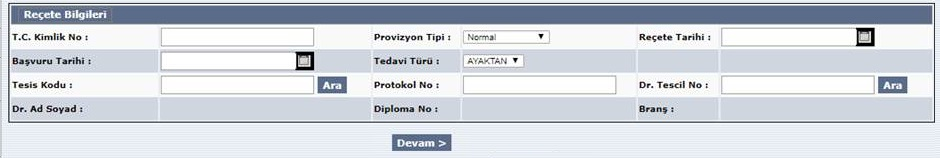 Reçete Bilgileri
T.C. Kimlik No : Provizyon Tipi : Normal Reçete Tarihi :
Başvuru Tarihi : Tedavi Türü : AYAKTAN
Tesis Kodu : Ara Protokol No : Dr. Tescil No : Ara
Dr. Ad Soyad : Diploma No : Branş :
Devam >